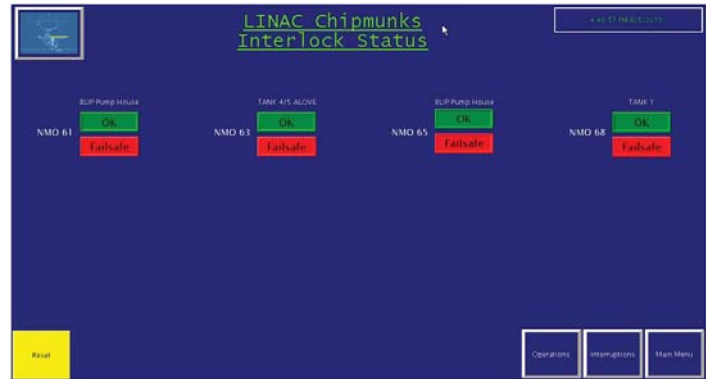 LINAC Chipmunks
Interlock Status
BLIP Pump House
NMO 61
OK
Failsafe
TANK 4/5 ALOVE
NMO 63
OK
Failsafe
BLIP Pump House
NMO 65
OK
Failsafe
TANK 1
NMO 68
OK
Failsafe
Reset
Operations
Interruptions
Main Menu